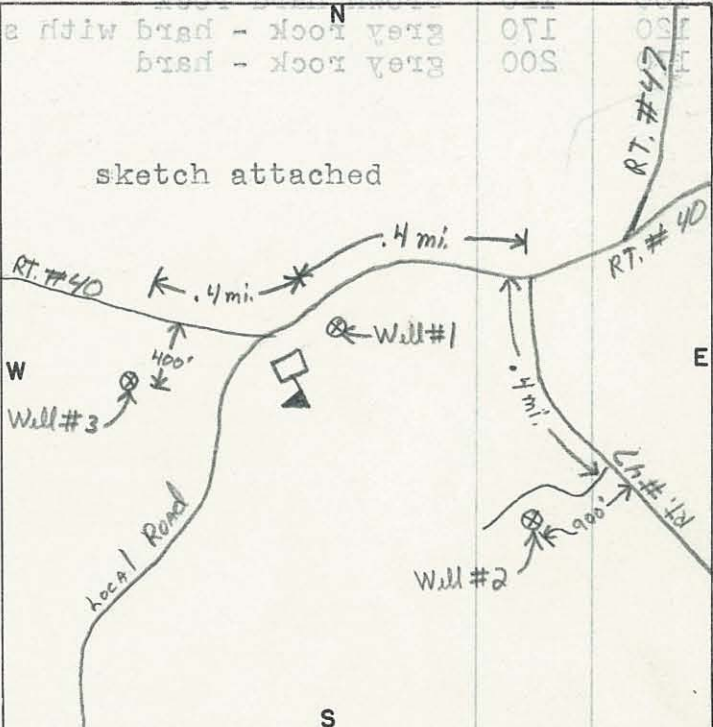 N
120 170 grey rock - hard with s
200 grey rock - hard
RT. #47
sketch attached
.4 mi.
RT. #40
RT. #40
.4 mi.
Well #1
400'
W
E
Well #3
.4 mi.
Rt. #47
Local Road
900'
Well #2
S